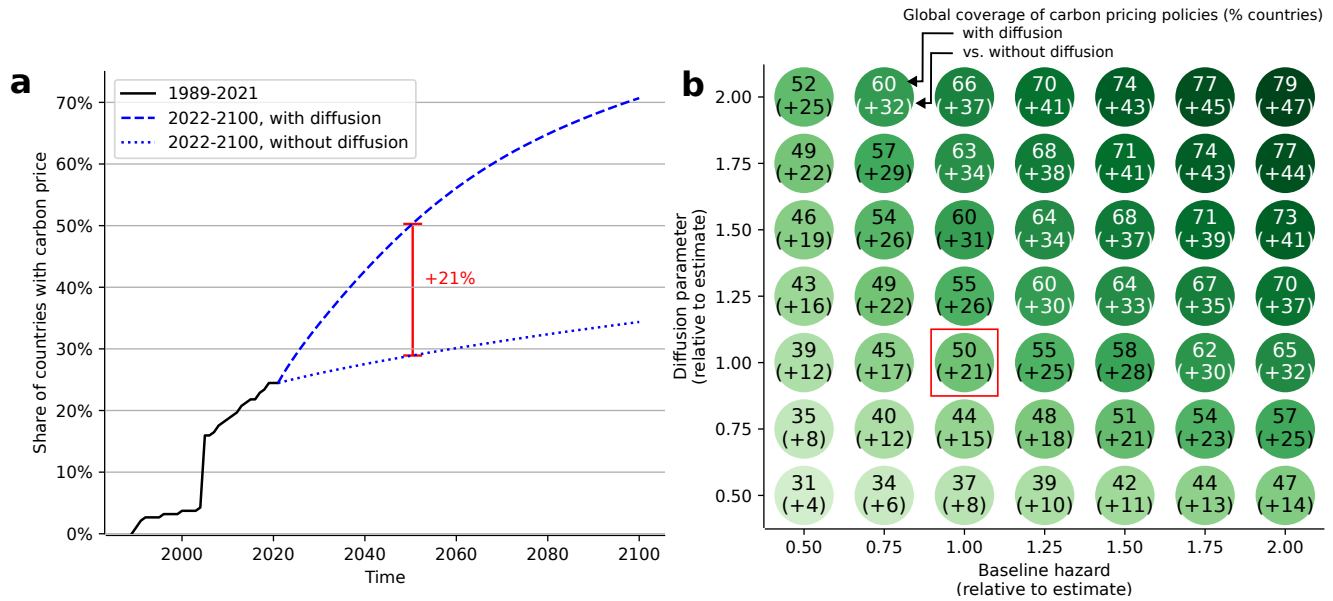 a
Share of countries with carbon price
70%
60%
50%
40%
30%
20%
10%
0%
1989-2021
2022-2100, with diffusion
2022-2100, without diffusion
+21%
2000
2020
2040
2060
2080
2100
Time
b
Global coverage of carbon pricing policies (% countries)
with diffusion
vs. without diffusion
Diffusion parameter
(relative to estimate)
2.00
52 60 66 70 74 77 79
(+25) (+32) (+37) (+41) (+43) (+45) (+47)
1.75
49 57 63 68 71 74 77
(+22) (+29) (+34) (+38) (+41) (+43) (+44)
1.50
46 54 60 64 68 71 73
(+19) (+26) (+31) (+34) (+37) (+39) (+41)
1.25
43 49 55 60 64 67 70
(+16) (+22) (+26) (+30) (+33) (+35) (+37)
1.00
39 45 50 55 58 62 65
(+12) (+17) (+21) (+25) (+28) (+30) (+32)
0.75
35 40 44 48 51 54 57
(+8) (+12) (+15) (+18) (+21) (+23) (+25)
0.50
31 34 37 39 42 44 47
(+4) (+6) (+8) (+10) (+11) (+13) (+14)
0.50 0.75 1.00 1.25 1.50 1.75 2.00
Baseline hazard
(relative to estimate)